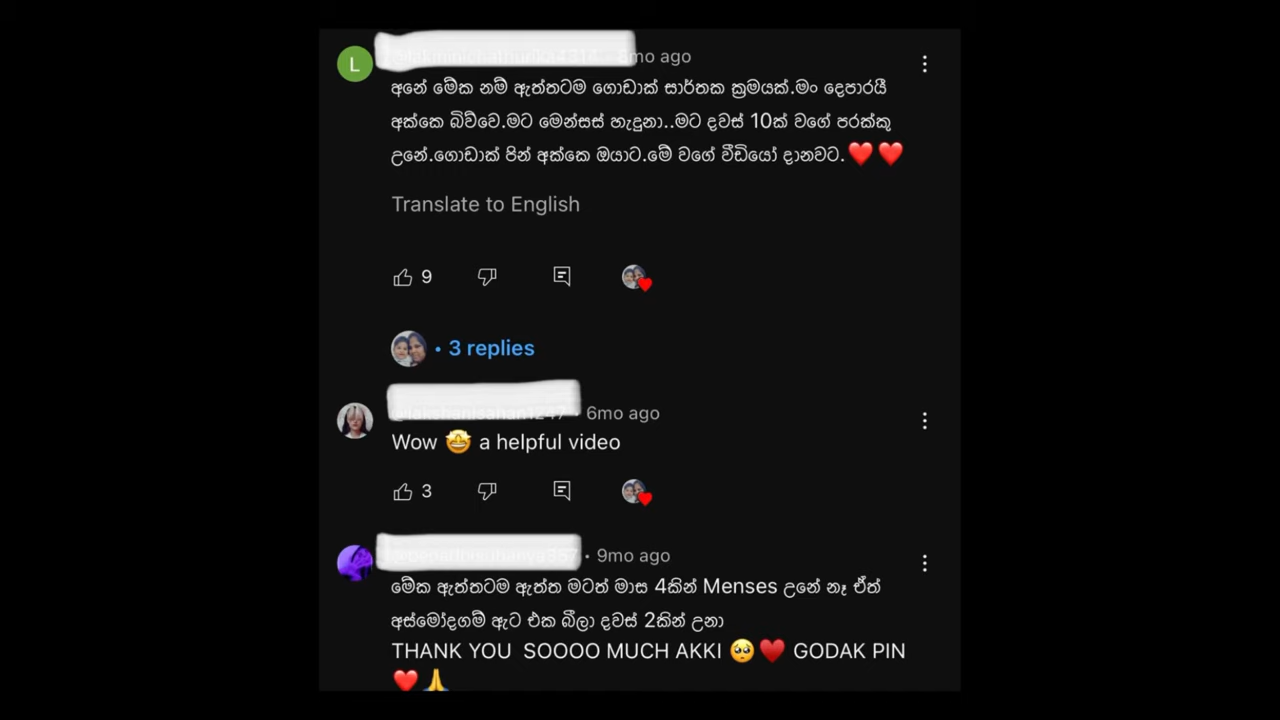 L
6mo ago
අනේ මේක නම් ඇත්තටම ගොඩාක් සාර්තක ක්‍රමයක්.මං දෙපාරයී
අක්කෙ බිව්වෙ.මට මෙන්සස් හැදුනා..මට දවස් 10ක් වගේ පරක්කු
උනේ.ගොඩාක් පින් අක්කෙ ඔයාට.මේ වගේ වීඩියෝ දානවට.❤️❤️
Translate to English
9
• 3 replies
• 6mo ago
Wow 🤩 a helpful video
3
• 9mo ago
මේක ඇත්තටම ඇත්ත මටත් මාස 4කින් Menses උනේ නෑ ඒත්
අස්මෝදගම් ඇට එක බීලා දවස් 2කින් උනා
THANK YOU SOOOO MUCH AKKI 🥺♥️ GODAK PIN
❤️🙏